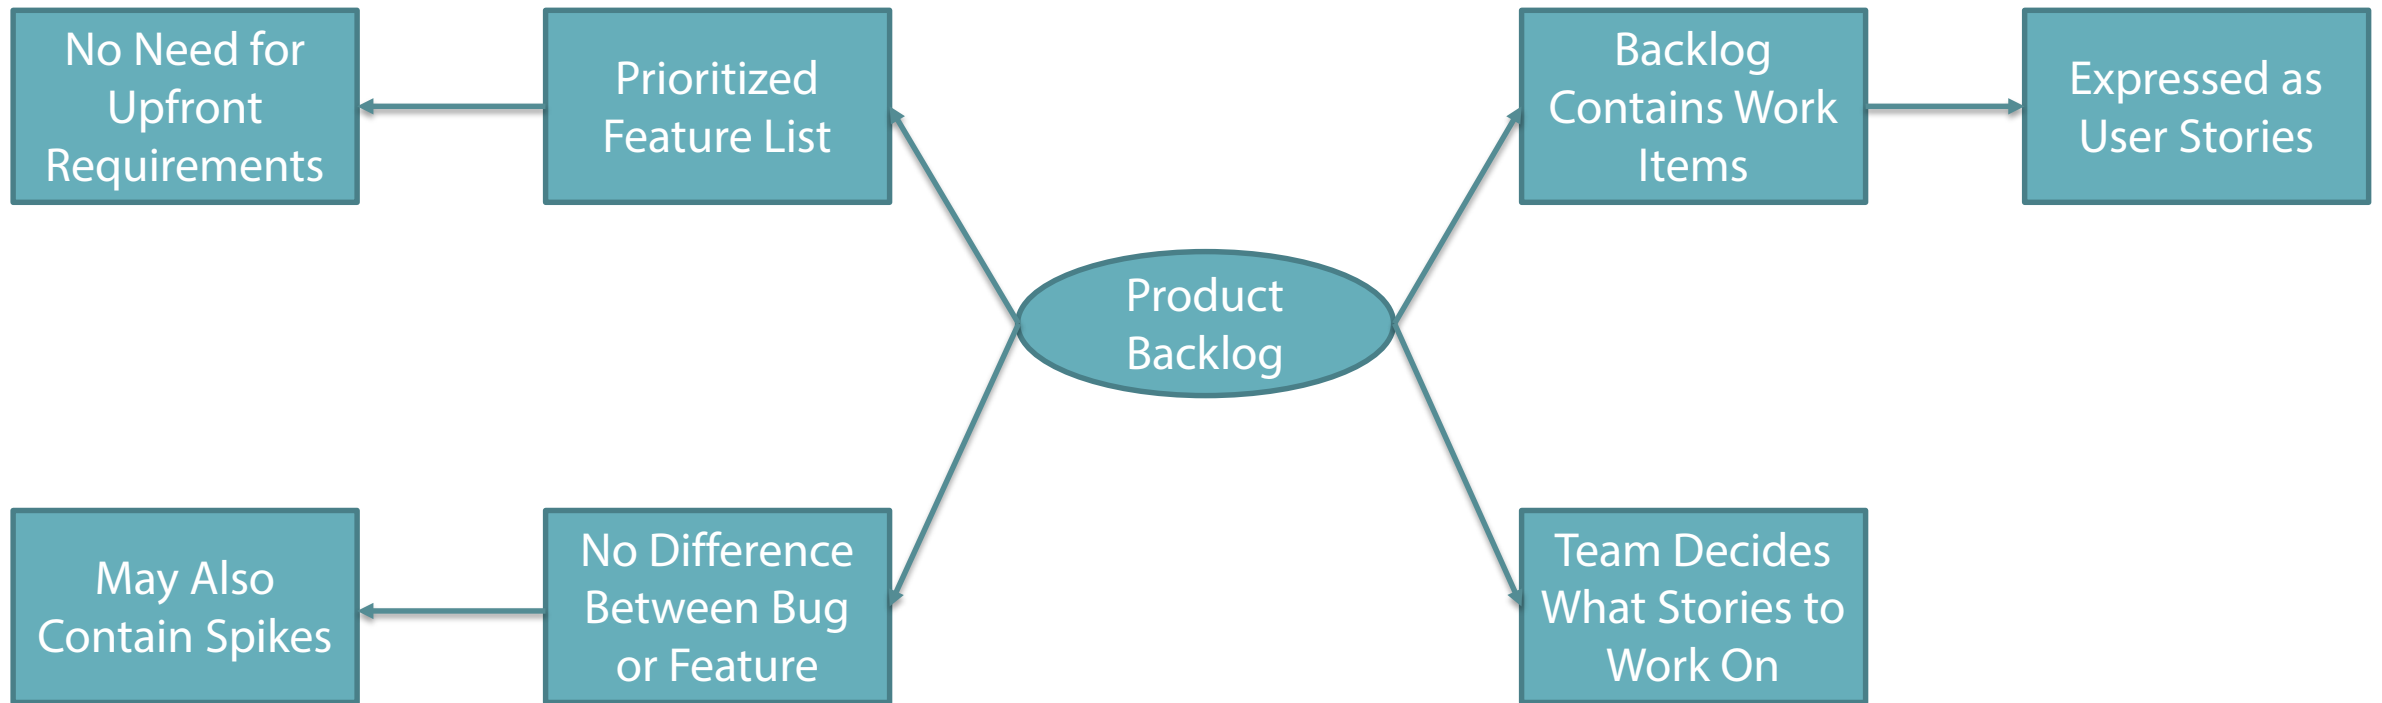 No Need for
Upfront
Requirements
Prioritized
Feature List
Backlog
Contains Work
Items
Expressed as
User Stories
Product
Backlog
May Also
Contain Spikes
No Difference
Between Bug
or Feature
Team Decides
What Stories to
Work On